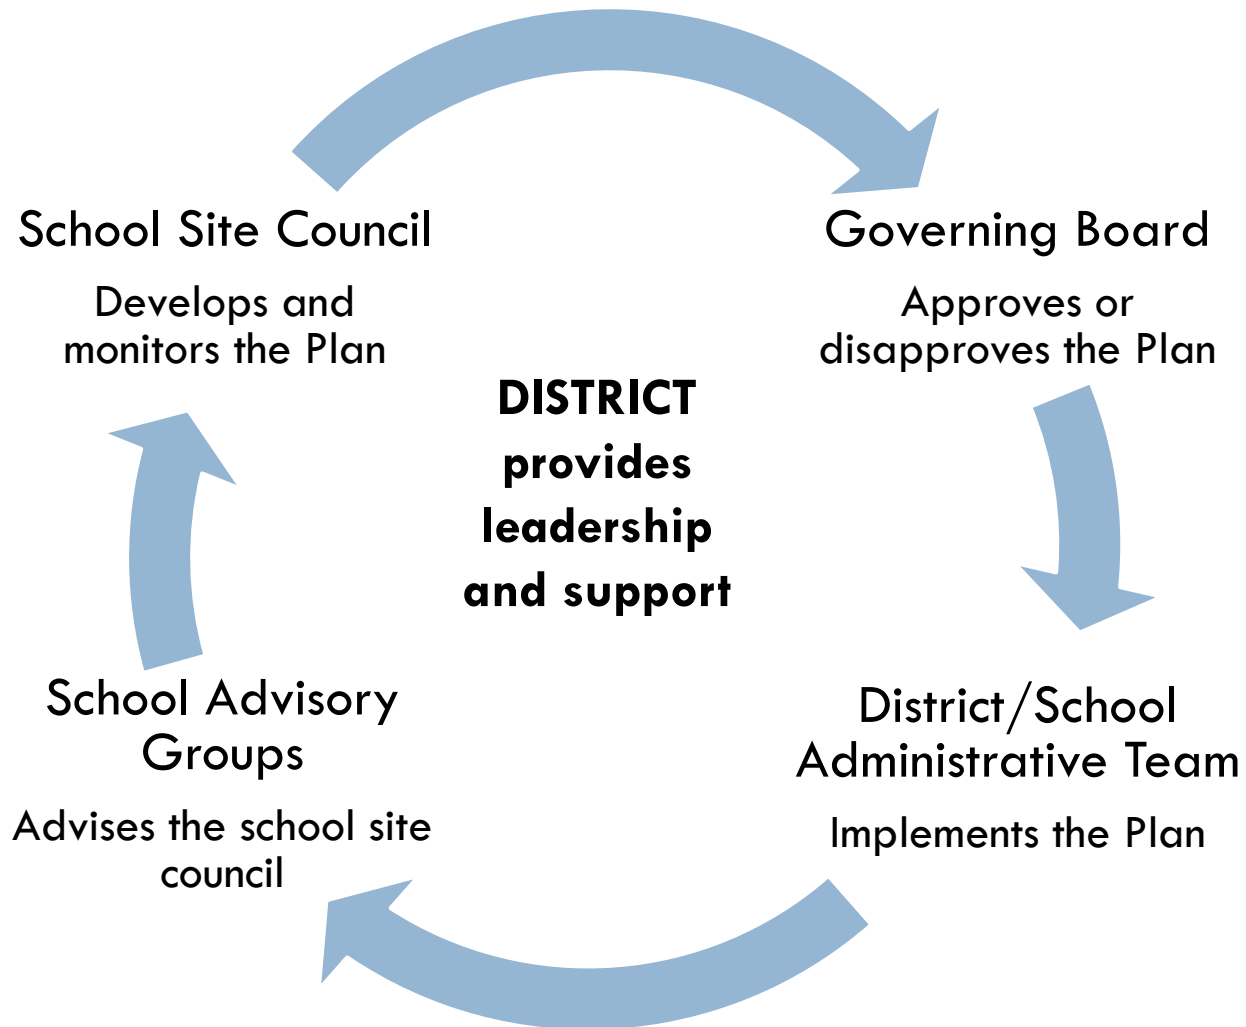 School Site Council
Develops and
monitors the Plan
Governing Board
Approves or
disapproves the Plan
DISTRICT
provides
leadership
and support
School Advisory
Groups
Advises the school site
council
District/School
Administrative Team
Implements the Plan